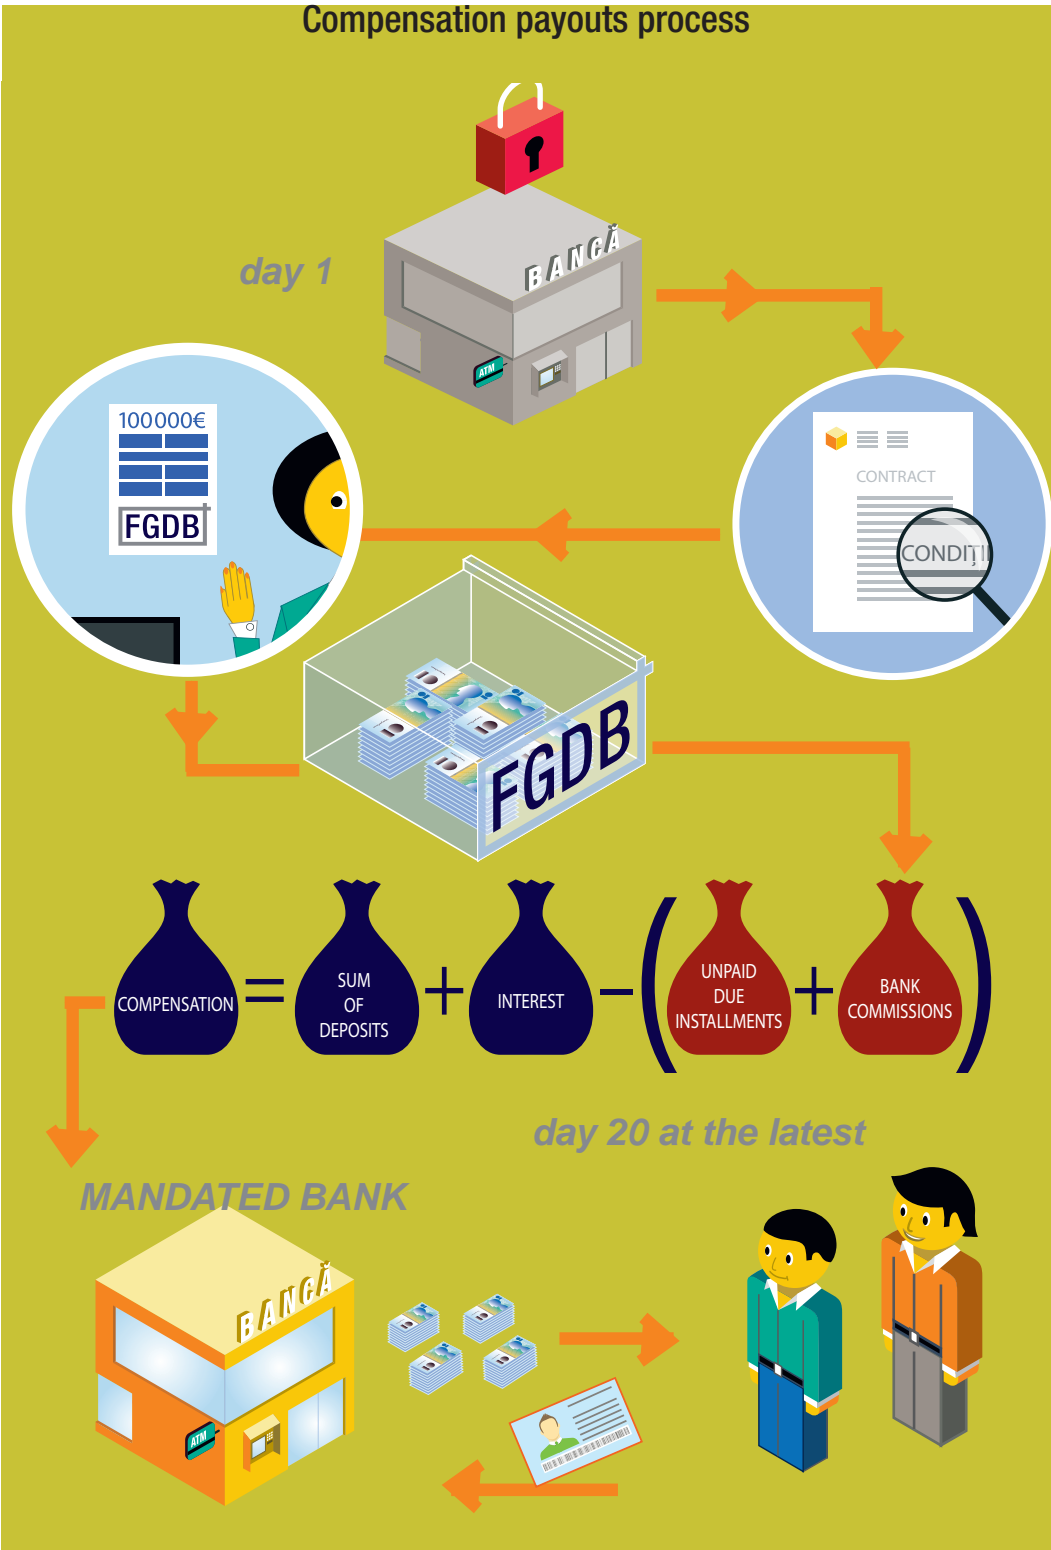 Compensation payouts process
day 1
BANCĂ
ATM
100000€
FGDB
CONTRACT
CONDIȚII
FGDB
COMPENSATION
=
SUM
OF
DEPOSITS
+
INTEREST
–
(
UNPAID
DUE
INSTALLMENTS
+
BANK
COMMISSIONS
)
day 20 at the latest
MANDATED BANK
BANCĂ
ATM